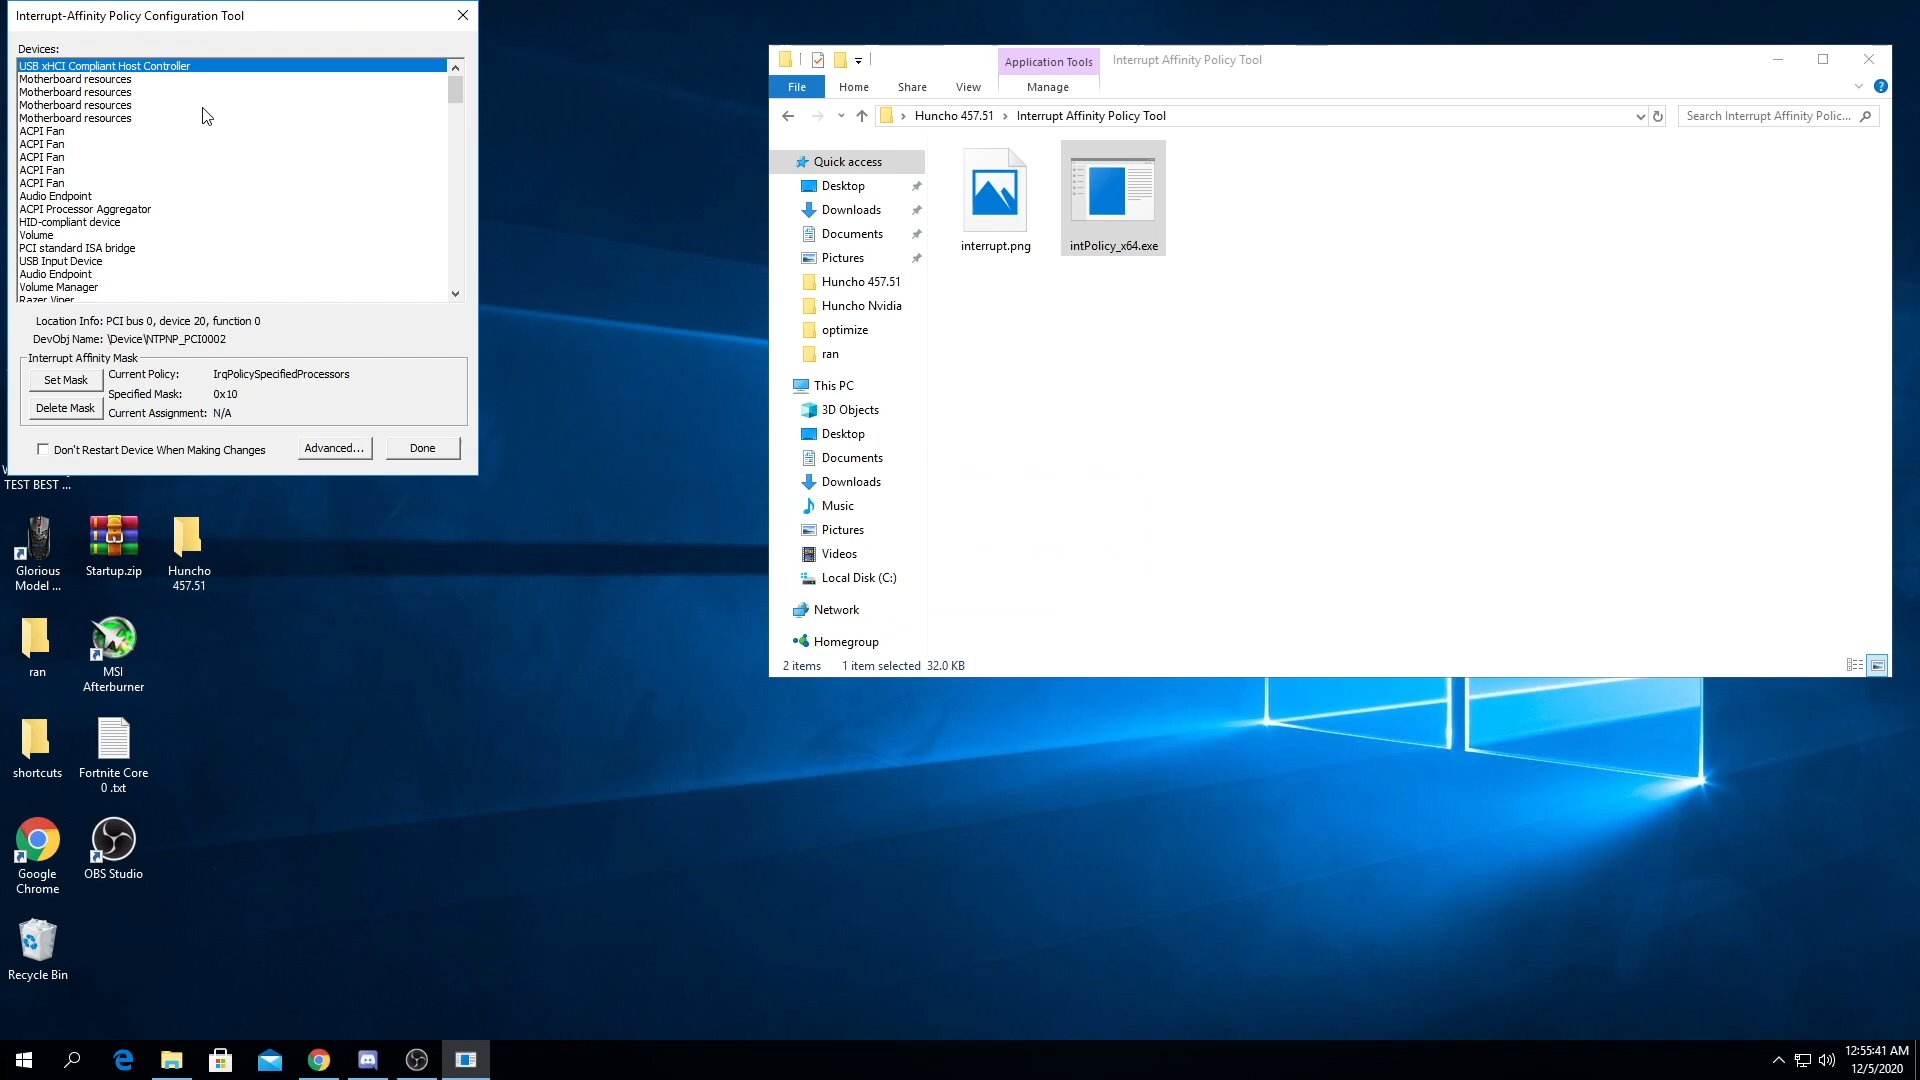 Interrupt-Affinity Policy Configuration Tool
Devices:
USB xHCI Compliant Host Controller
Motherboard resources
Motherboard resources
Motherboard resources
Motherboard resources
ACPI Fan
ACPI Fan
ACPI Fan
ACPI Fan
ACPI Fan
Audio Endpoint
ACPI Processor Aggregator
HID-compliant device
Volume
PCI standard ISA bridge
USB Input Device
Audio Endpoint
Volume Manager
Razer Viper
Location Info: PCI bus 0, device 20, function 0
DevObj Name: \Device\NTPNP_PCI0002
Interrupt Affinity Mask
Set Mask
Delete Mask
Current Policy: IrqPolicySpecifiedProcessors
Specified Mask: 0x10
Current Assignment: N/A
Don't Restart Device When Making Changes
Advanced...
Done
TEST BEST ...
Glorious
Model ...
Startup.zip
Huncho
457.51
ran
MSI
Afterburner
shortcuts
Fortnite Core
0 .txt
Google
Chrome
OBS Studio
Recycle Bin
Application Tools
Interrupt Affinity Policy Tool
File
Home
Share
View
Manage
Huncho 457.51
Interrupt Affinity Policy Tool
Search Interrupt Affinity Polic...
Quick access
Desktop
Downloads
Documents
Pictures
Huncho 457.51
Huncho Nvidia
optimize
ran
This PC
3D Objects
Desktop
Documents
Downloads
Music
Pictures
Videos
Local Disk (C:)
Network
Homegroup
interrupt.png
intPolicy_x64.exe
2 items
1 item selected 32.0 KB
12:55:41 AM
12/5/2020